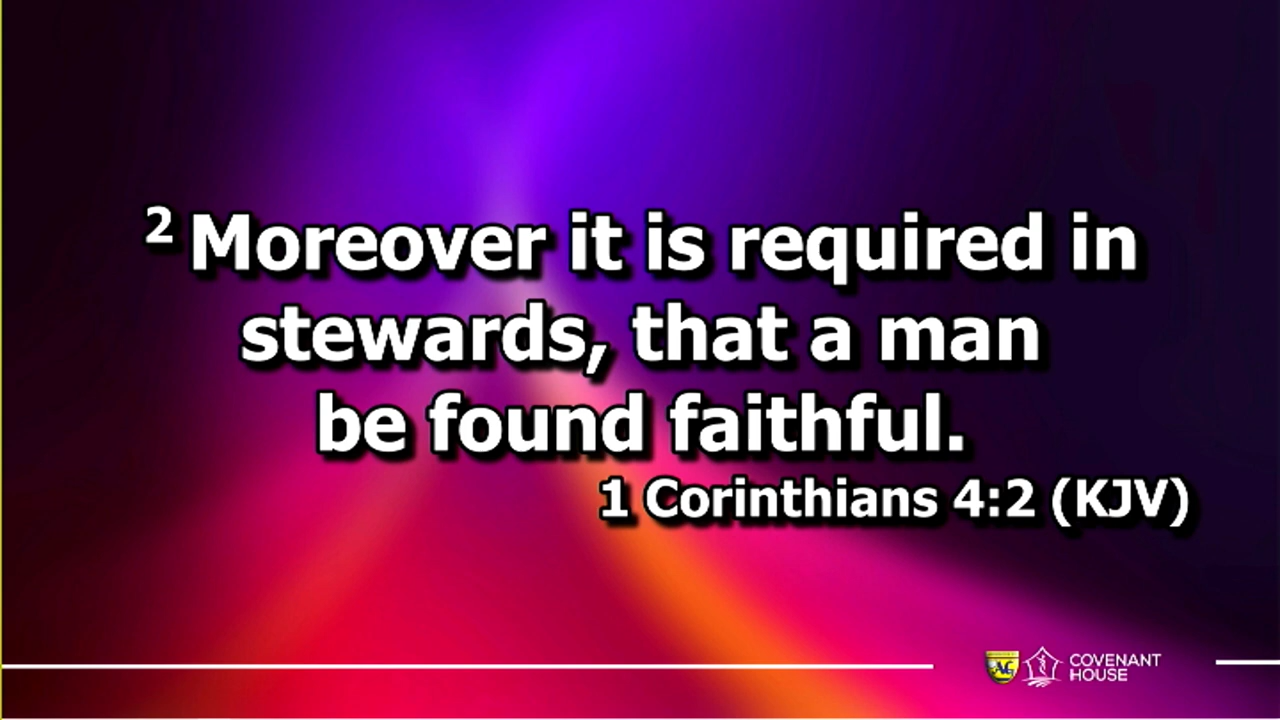 2 Moreover it is required in
stewards, that a man
be found faithful.
1 Corinthians 4:2 (KJV)
AG
COVENANT
HOUSE